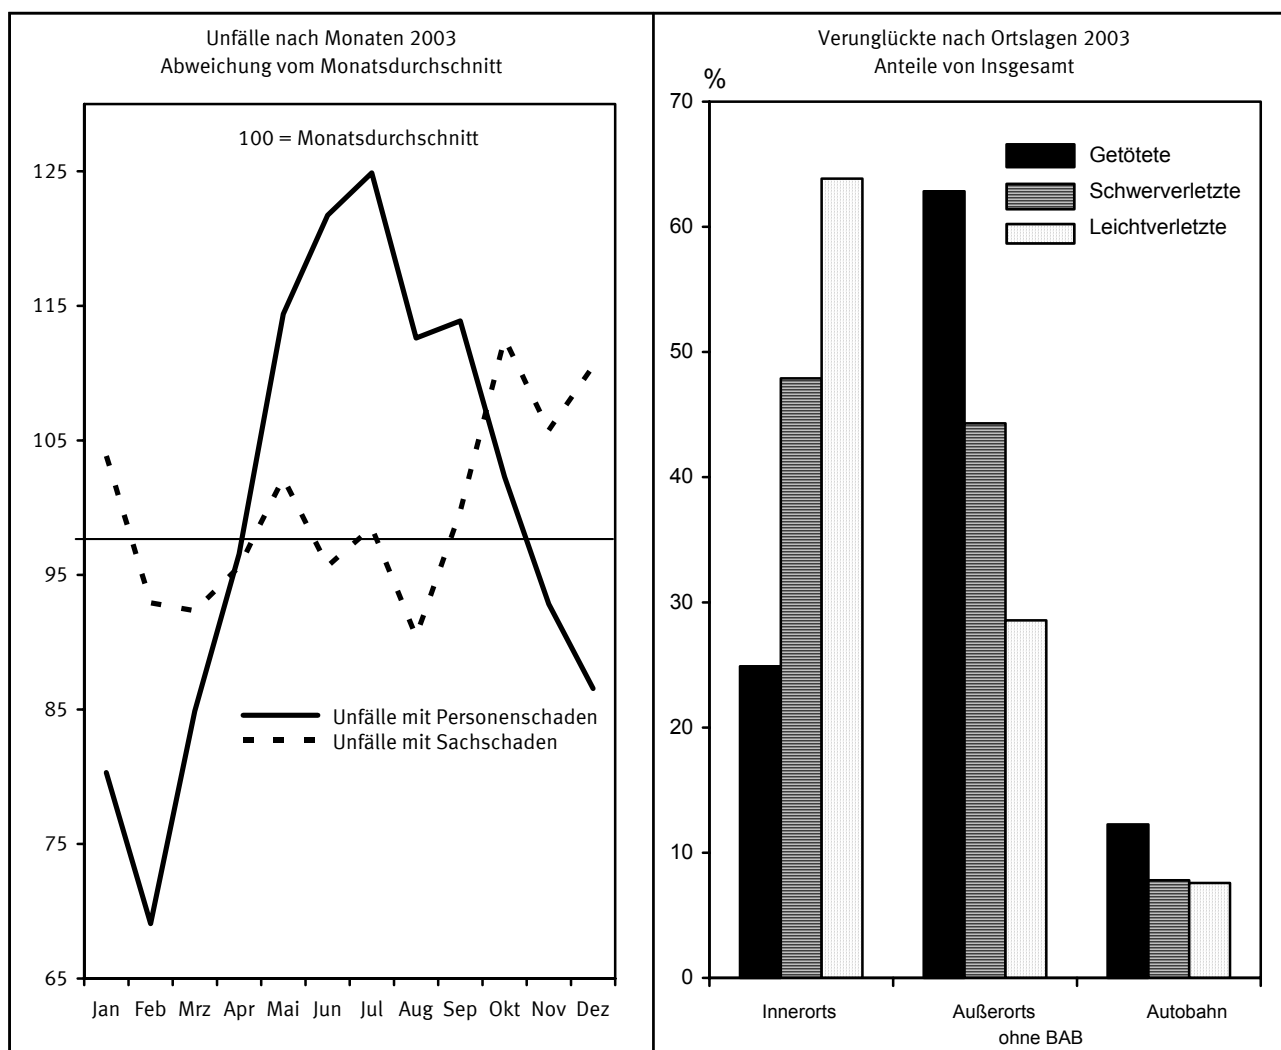 Unfälle nach Monaten 2003
Abweichung vom Monatsdurchschnitt
100 = Monatsdurchschnitt
125
115
105
95
85
75
65
Unfälle mit Personenschaden
Unfälle mit Sachschaden
Jan Feb Mrz Apr Mai Jun Jul Aug Sep Okt Nov Dez
Verunglückte nach Ortslagen 2003
Anteile von Insgesamt
%
70
60
50
40
30
20
10
0
Getötete
Schwerverletzte
Leichtverletzte
Innerorts Außerorts Autobahn
ohne BAB